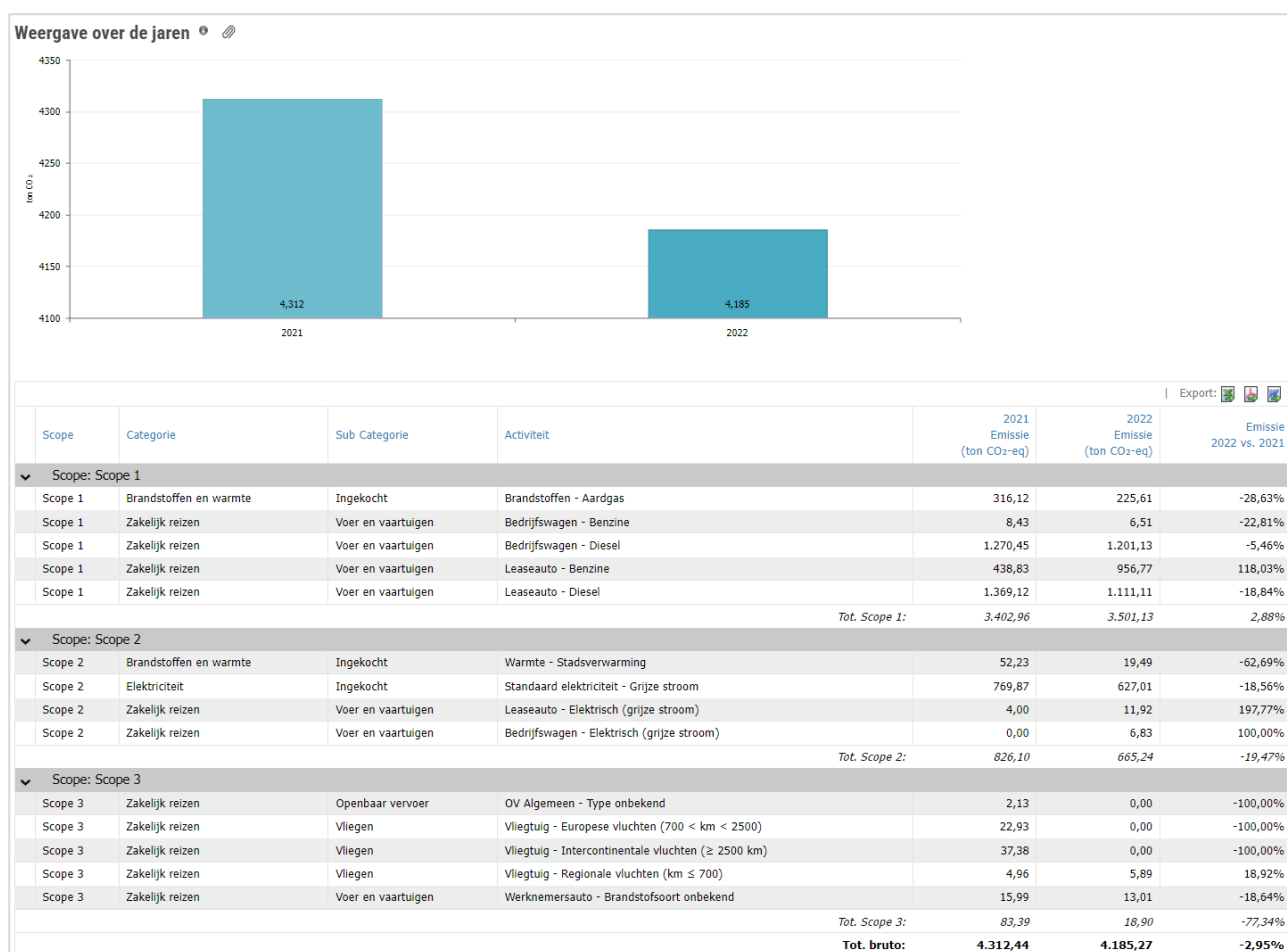 Weergave over de jaren
4350
4300
4250
4200
4150
4100
ton CO₂
4,312
4,185
2021
2022
| Export:
Scope Categorie Sub Categorie Activiteit 2021 Emissie (ton CO₂-eq) 2022 Emissie (ton CO₂-eq) Emissie 2022 vs. 2021
Scope: Scope 1
Scope 1 Brandstoffen en warmte Ingekocht Brandstoffen - Aardgas 316,12 225,61 -28,63%
Scope 1 Zakelijk reizen Voer en vaartuigen Bedrijfswagen - Benzine 8,43 6,51 -22,81%
Scope 1 Zakelijk reizen Voer en vaartuigen Bedrijfswagen - Diesel 1.270,45 1.201,13 -5,46%
Scope 1 Zakelijk reizen Voer en vaartuigen Leaseauto - Benzine 438,83 956,77 118,03%
Scope 1 Zakelijk reizen Voer en vaartuigen Leaseauto - Diesel 1.369,12 1.111,11 -18,84%
Tot. Scope 1: 3.402,96 3.501,13 2,88%
Scope: Scope 2
Scope 2 Brandstoffen en warmte Ingekocht Warmte - Stadsverwarming 52,23 19,49 -62,69%
Scope 2 Elektriciteit Ingekocht Standaard elektriciteit - Grijze stroom 769,87 627,01 -18,56%
Scope 2 Zakelijk reizen Voer en vaartuigen Leaseauto - Elektrisch (grijze stroom) 4,00 11,92 197,77%
Scope 2 Zakelijk reizen Voer en vaartuigen Bedrijfswagen - Elektrisch (grijze stroom) 0,00 6,83 100,00%
Tot. Scope 2: 826,10 665,24 -19,47%
Scope: Scope 3
Scope 3 Zakelijk reizen Openbaar vervoer OV Algemeen - Type onbekend 2,13 0,00 -100,00%
Scope 3 Zakelijk reizen Vliegen Vliegtuig - Europese vluchten (700 < km < 2500) 22,93 0,00 -100,00%
Scope 3 Zakelijk reizen Vliegen Vliegtuig - Intercontinentale vluchten (≥ 2500 km) 37,38 0,00 -100,00%
Scope 3 Zakelijk reizen Vliegen Vliegtuig - Regionale vluchten (km ≤ 700) 4,96 5,89 18,92%
Scope 3 Zakelijk reizen Voer en vaartuigen Werknemersauto - Brandstofsoort onbekend 15,99 13,01 -18,64%
Tot. Scope 3: 83,39 18,90 -77,34%
Tot. bruto: 4.312,44 4.185,27 -2,95%